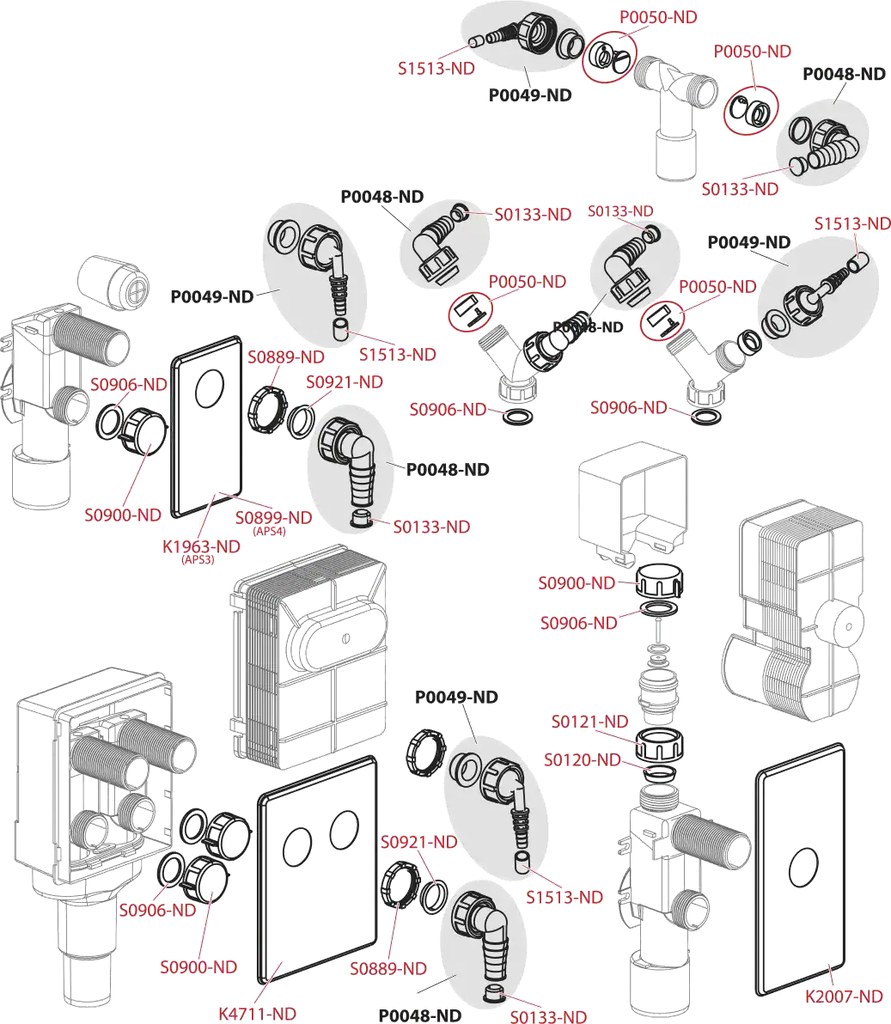 P0050-ND
S1513-ND
P0049-ND
P0050-ND
P0048-ND
S0133-ND
P0048-ND
S0133-ND
S0133-ND
S1513-ND
P0049-ND
P0049-ND
P0050-ND
P0050-ND
P0048-ND
S1513-ND
S0889-ND
S0906-ND
S0921-ND
S0906-ND
S0906-ND
P0048-ND
S0900-ND
S0899-ND
(APS4)
S0133-ND
K1963-ND
(APS3)
S0900-ND
S0906-ND
P0049-ND
S0121-ND
S0120-ND
S0921-ND
S1513-ND
S0906-ND
S0900-ND
S0889-ND
K2007-ND
K4711-ND
P0048-ND
S0133-ND